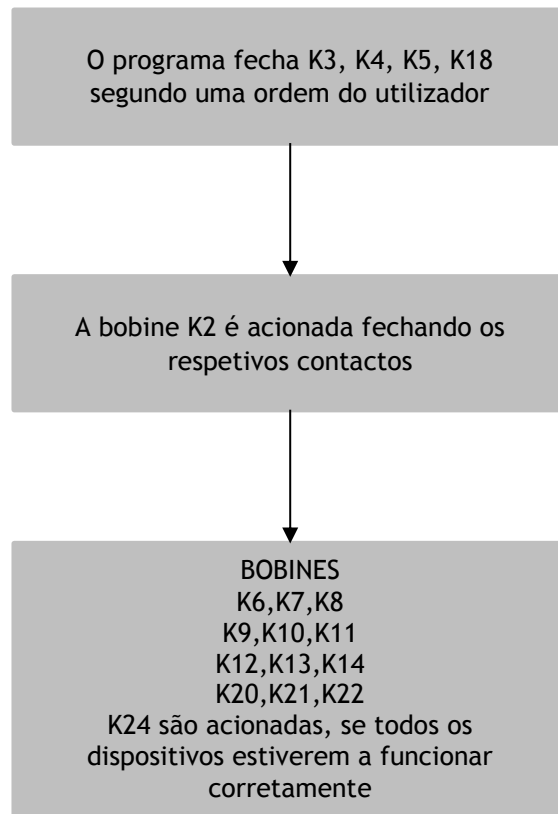 O programa fecha K3, K4, K5, K18
segundo uma ordem do utilizador
A bobine K2 é acionada fechando os
respetivos contactos
BOBINES
K6,K7,K8
K9,K10,K11
K12,K13,K14
K20,K21,K22
K24 são acionadas, se todos os
dispositivos estiverem a funcionar
corretamente